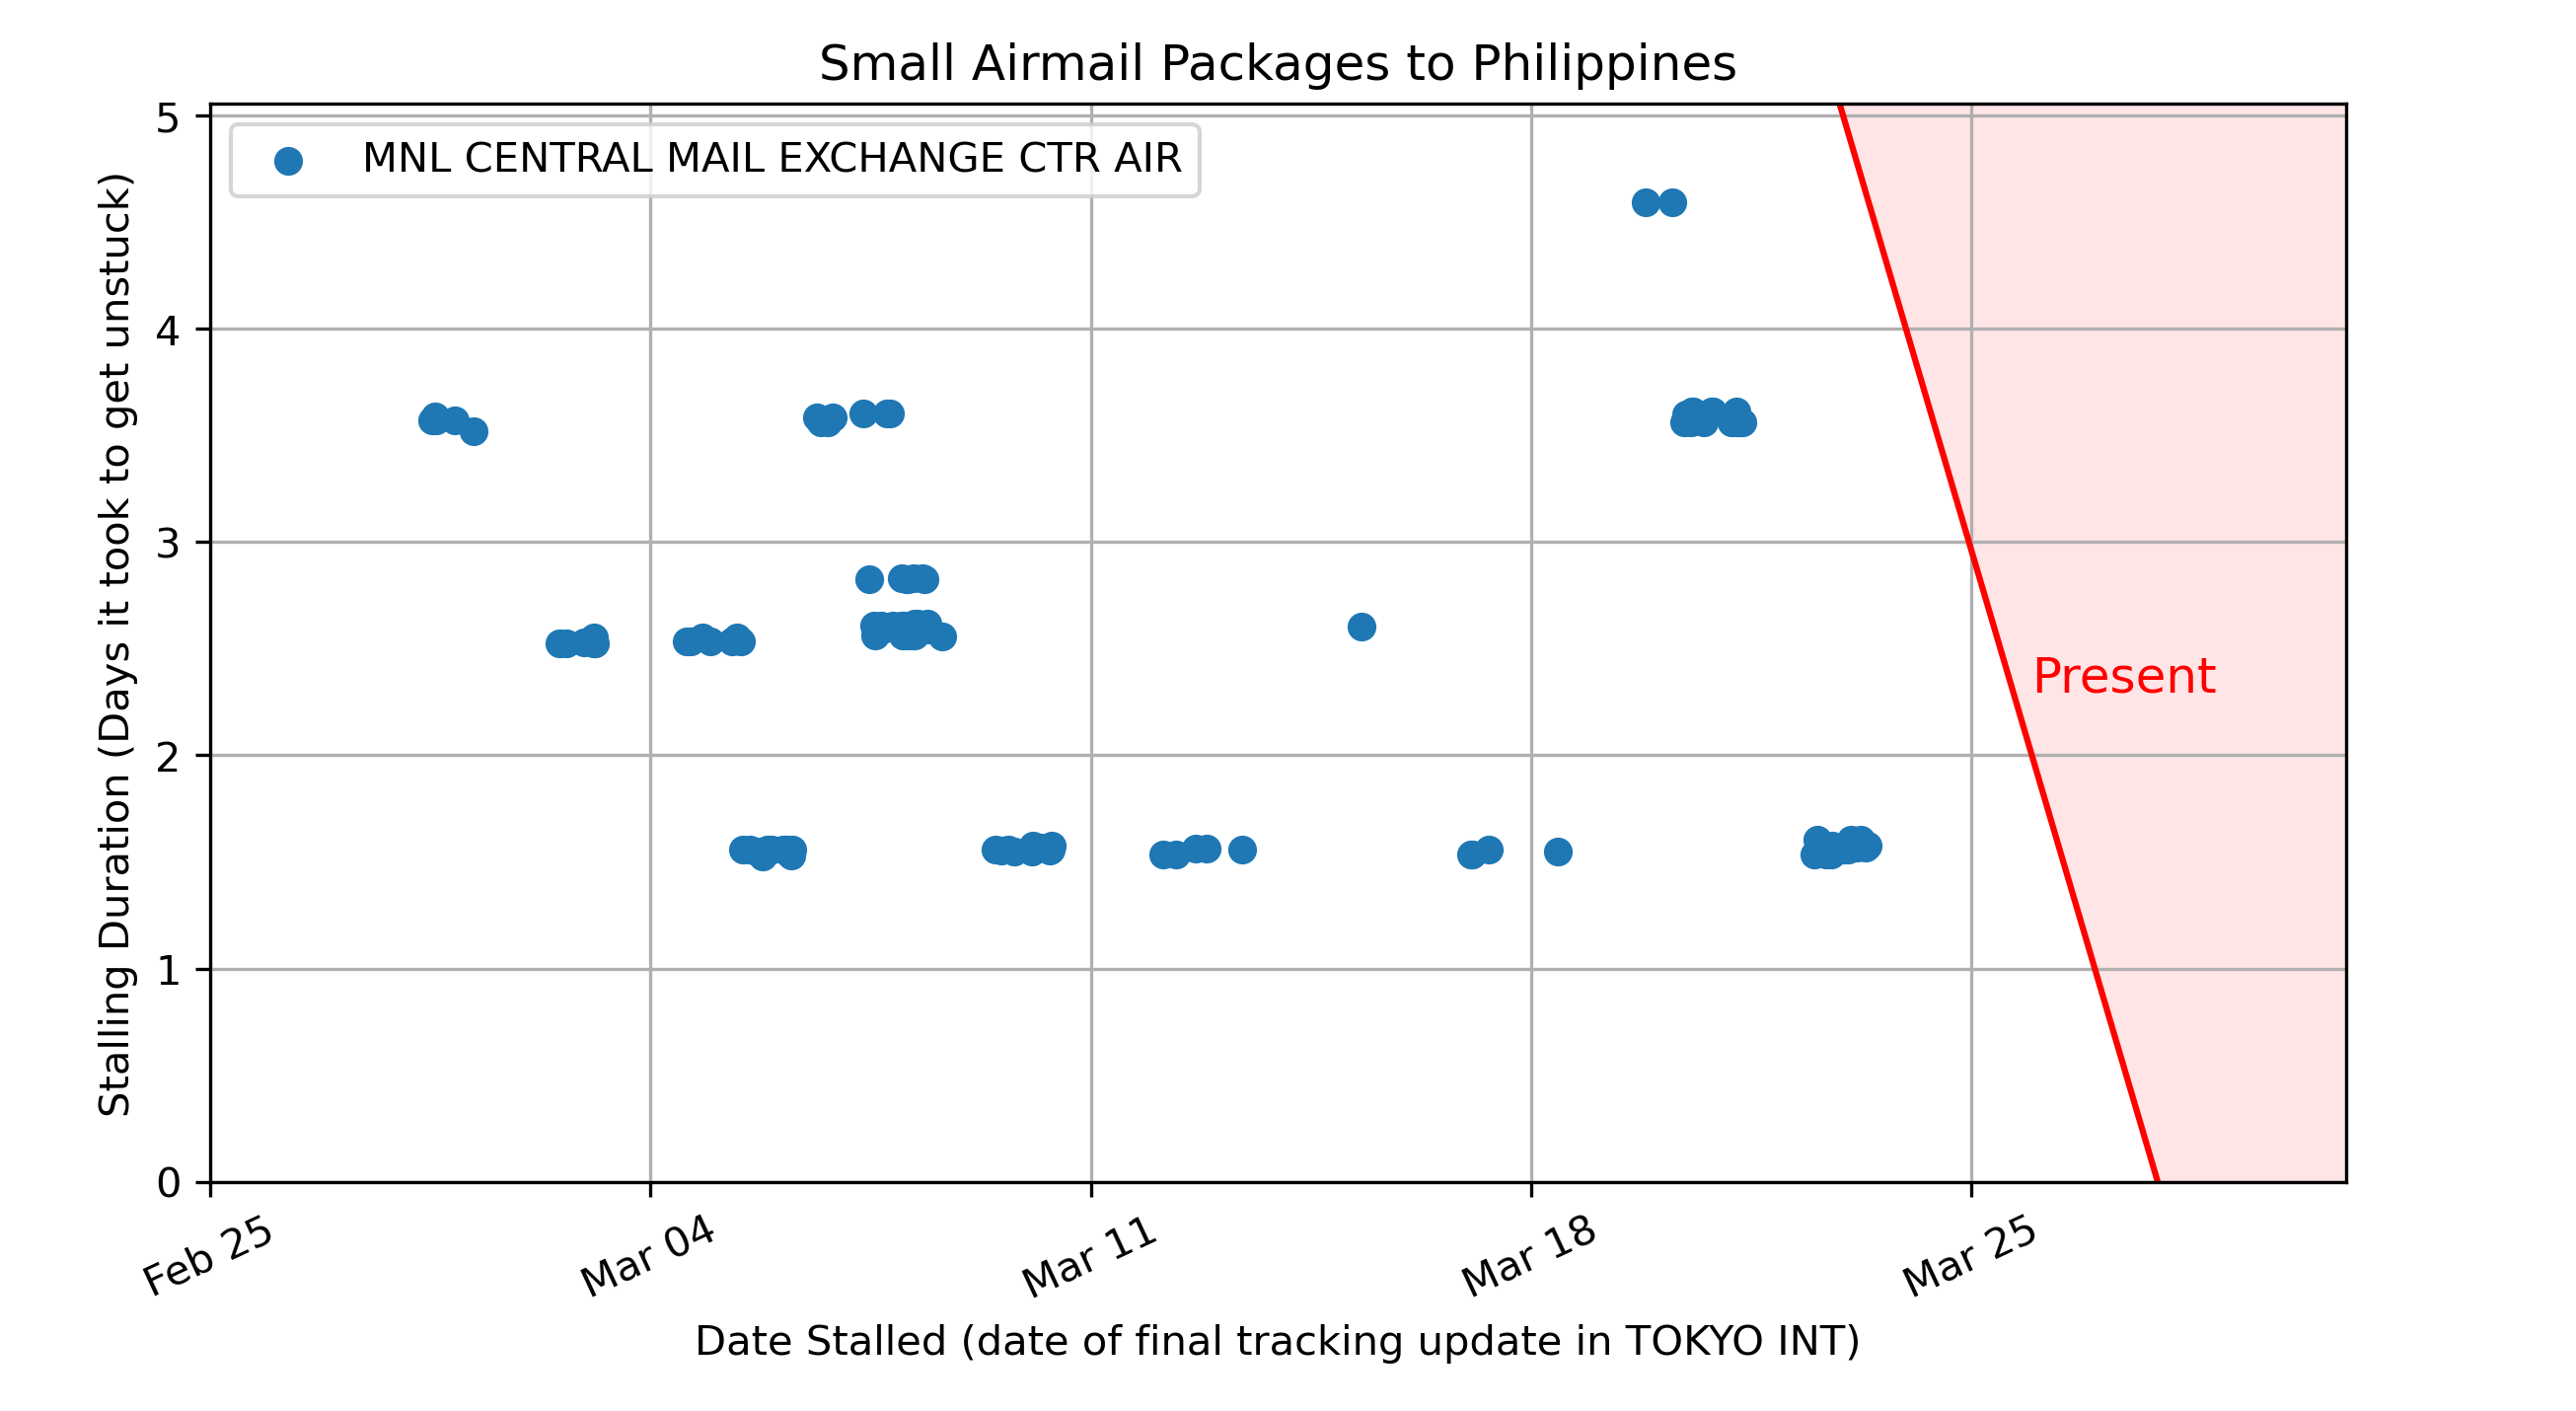 Small Airmail Packages to Philippines
MNL CENTRAL MAIL EXCHANGE CTR AIR
Stalling Duration (Days it took to get unstuck)
5
4
3
2
1
0
Present
Feb 25
Mar 04
Mar 11
Mar 18
Mar 25
Date Stalled (date of final tracking update in TOKYO INT)